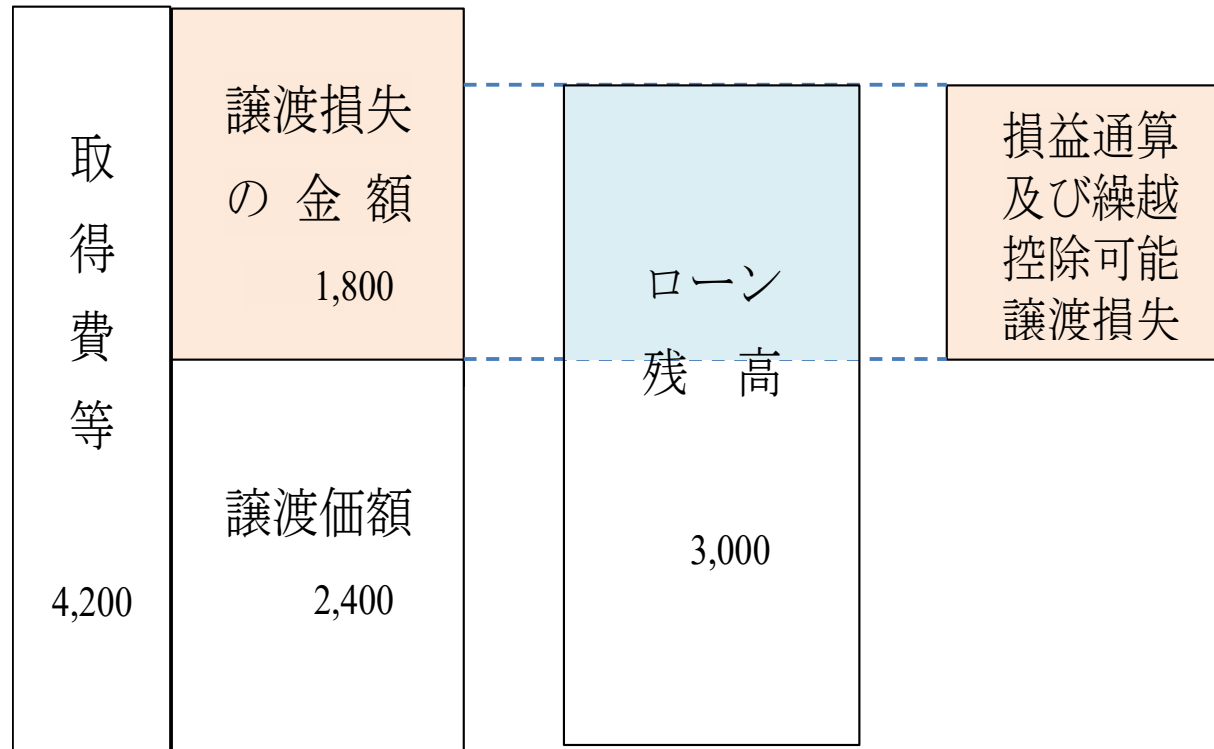 取
得
費
等
4,200
譲渡損失
の金額
1,800
譲渡価額
2,400
ローン
残高
3,000
損益通算
及び繰越
控除可能
譲渡損失